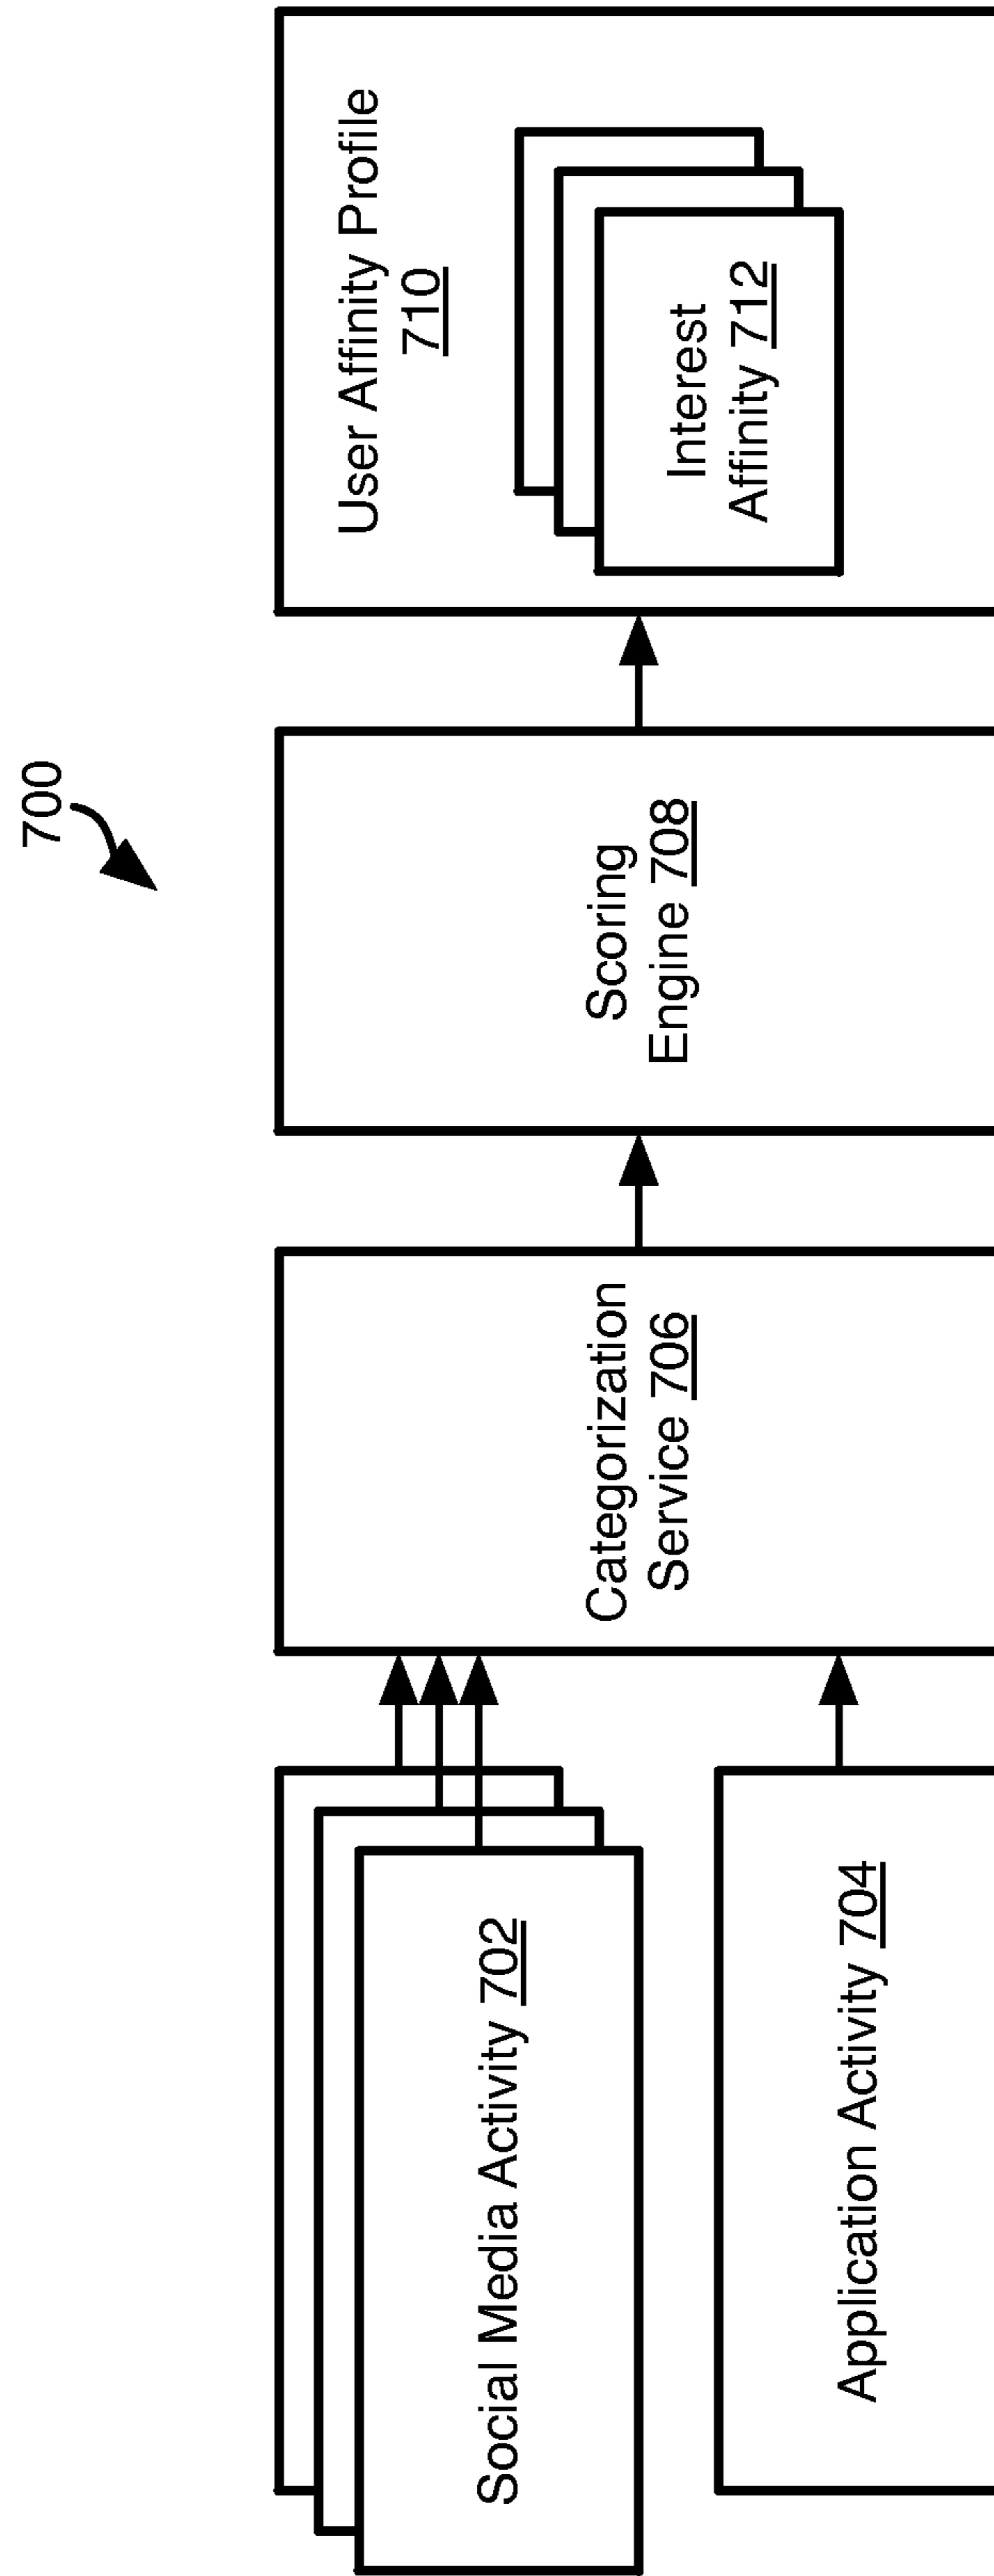 700
Social Media Activity 702
Application Activity 704
Categorization
Service 706
Scoring
Engine 708
User Affinity Profile
710
Interest
Affinity 712